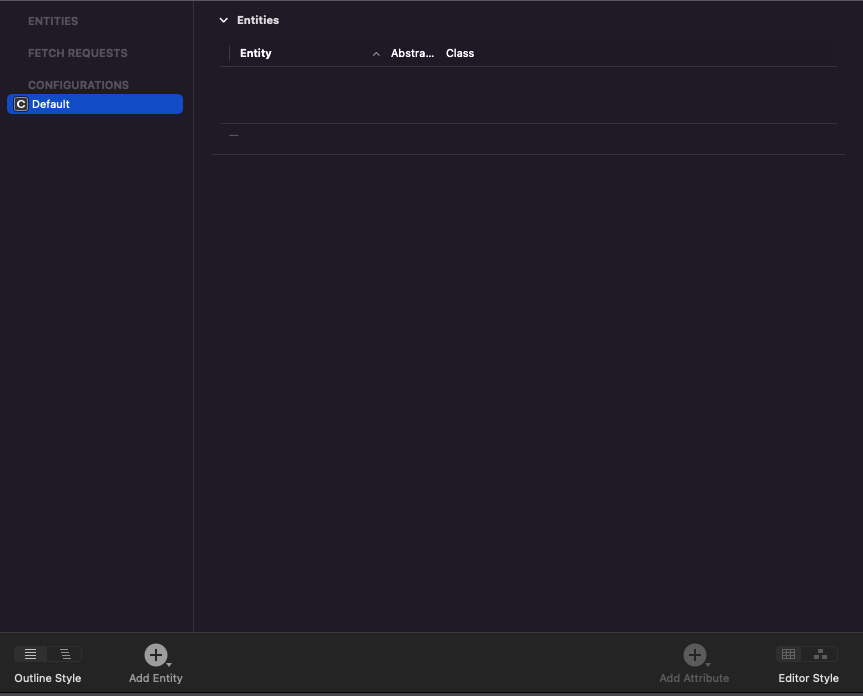 ENTITIES
FETCH REQUESTS
CONFIGURATIONS
C Default
Entities
Entity Abstra... Class
Outline Style
Add Entity
Add Attribute
Editor Style